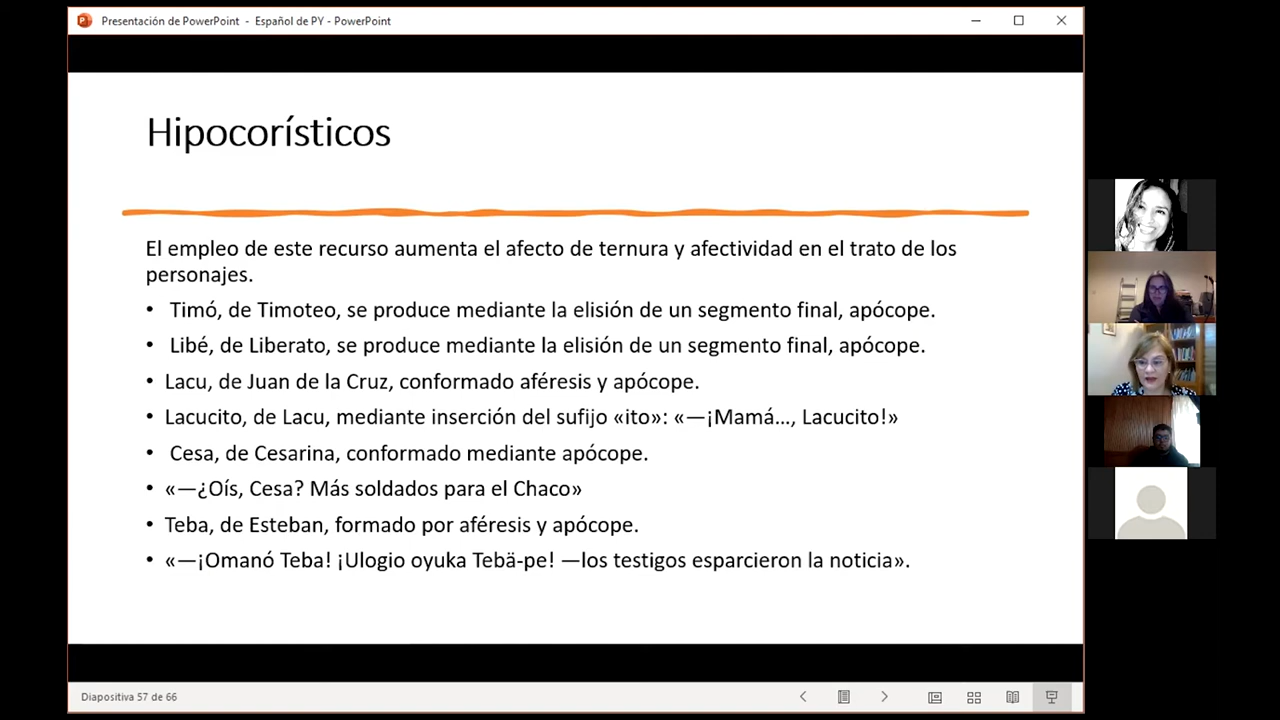 Presentación de PowerPoint - Español de PY - PowerPoint
Hipocorísticos
El empleo de este recurso aumenta el afecto de ternura y afectividad en el trato de los
personajes.
• Timó, de Timoteo, se produce mediante la elisión de un segmento final, apócope.
• Libé, de Liberato, se produce mediante la elisión de un segmento final, apócope.
• Lacu, de Juan de la Cruz, conformado aféresis y apócope.
• Lacucito, de Lacu, mediante inserción del sufijo «ito»: «—¡Mamá…, Lacucito!»
• Cesa, de Cesarina, conformado mediante apócope.
• «—¿Oís, Cesa? Más soldados para el Chaco»
• Teba, de Esteban, formado por aféresis y apócope.
• «—¡Omanó Teba! ¡Ulogio oyuka Tebä-pe! —los testigos esparcieron la noticia».
Diapositiva 57 de 66